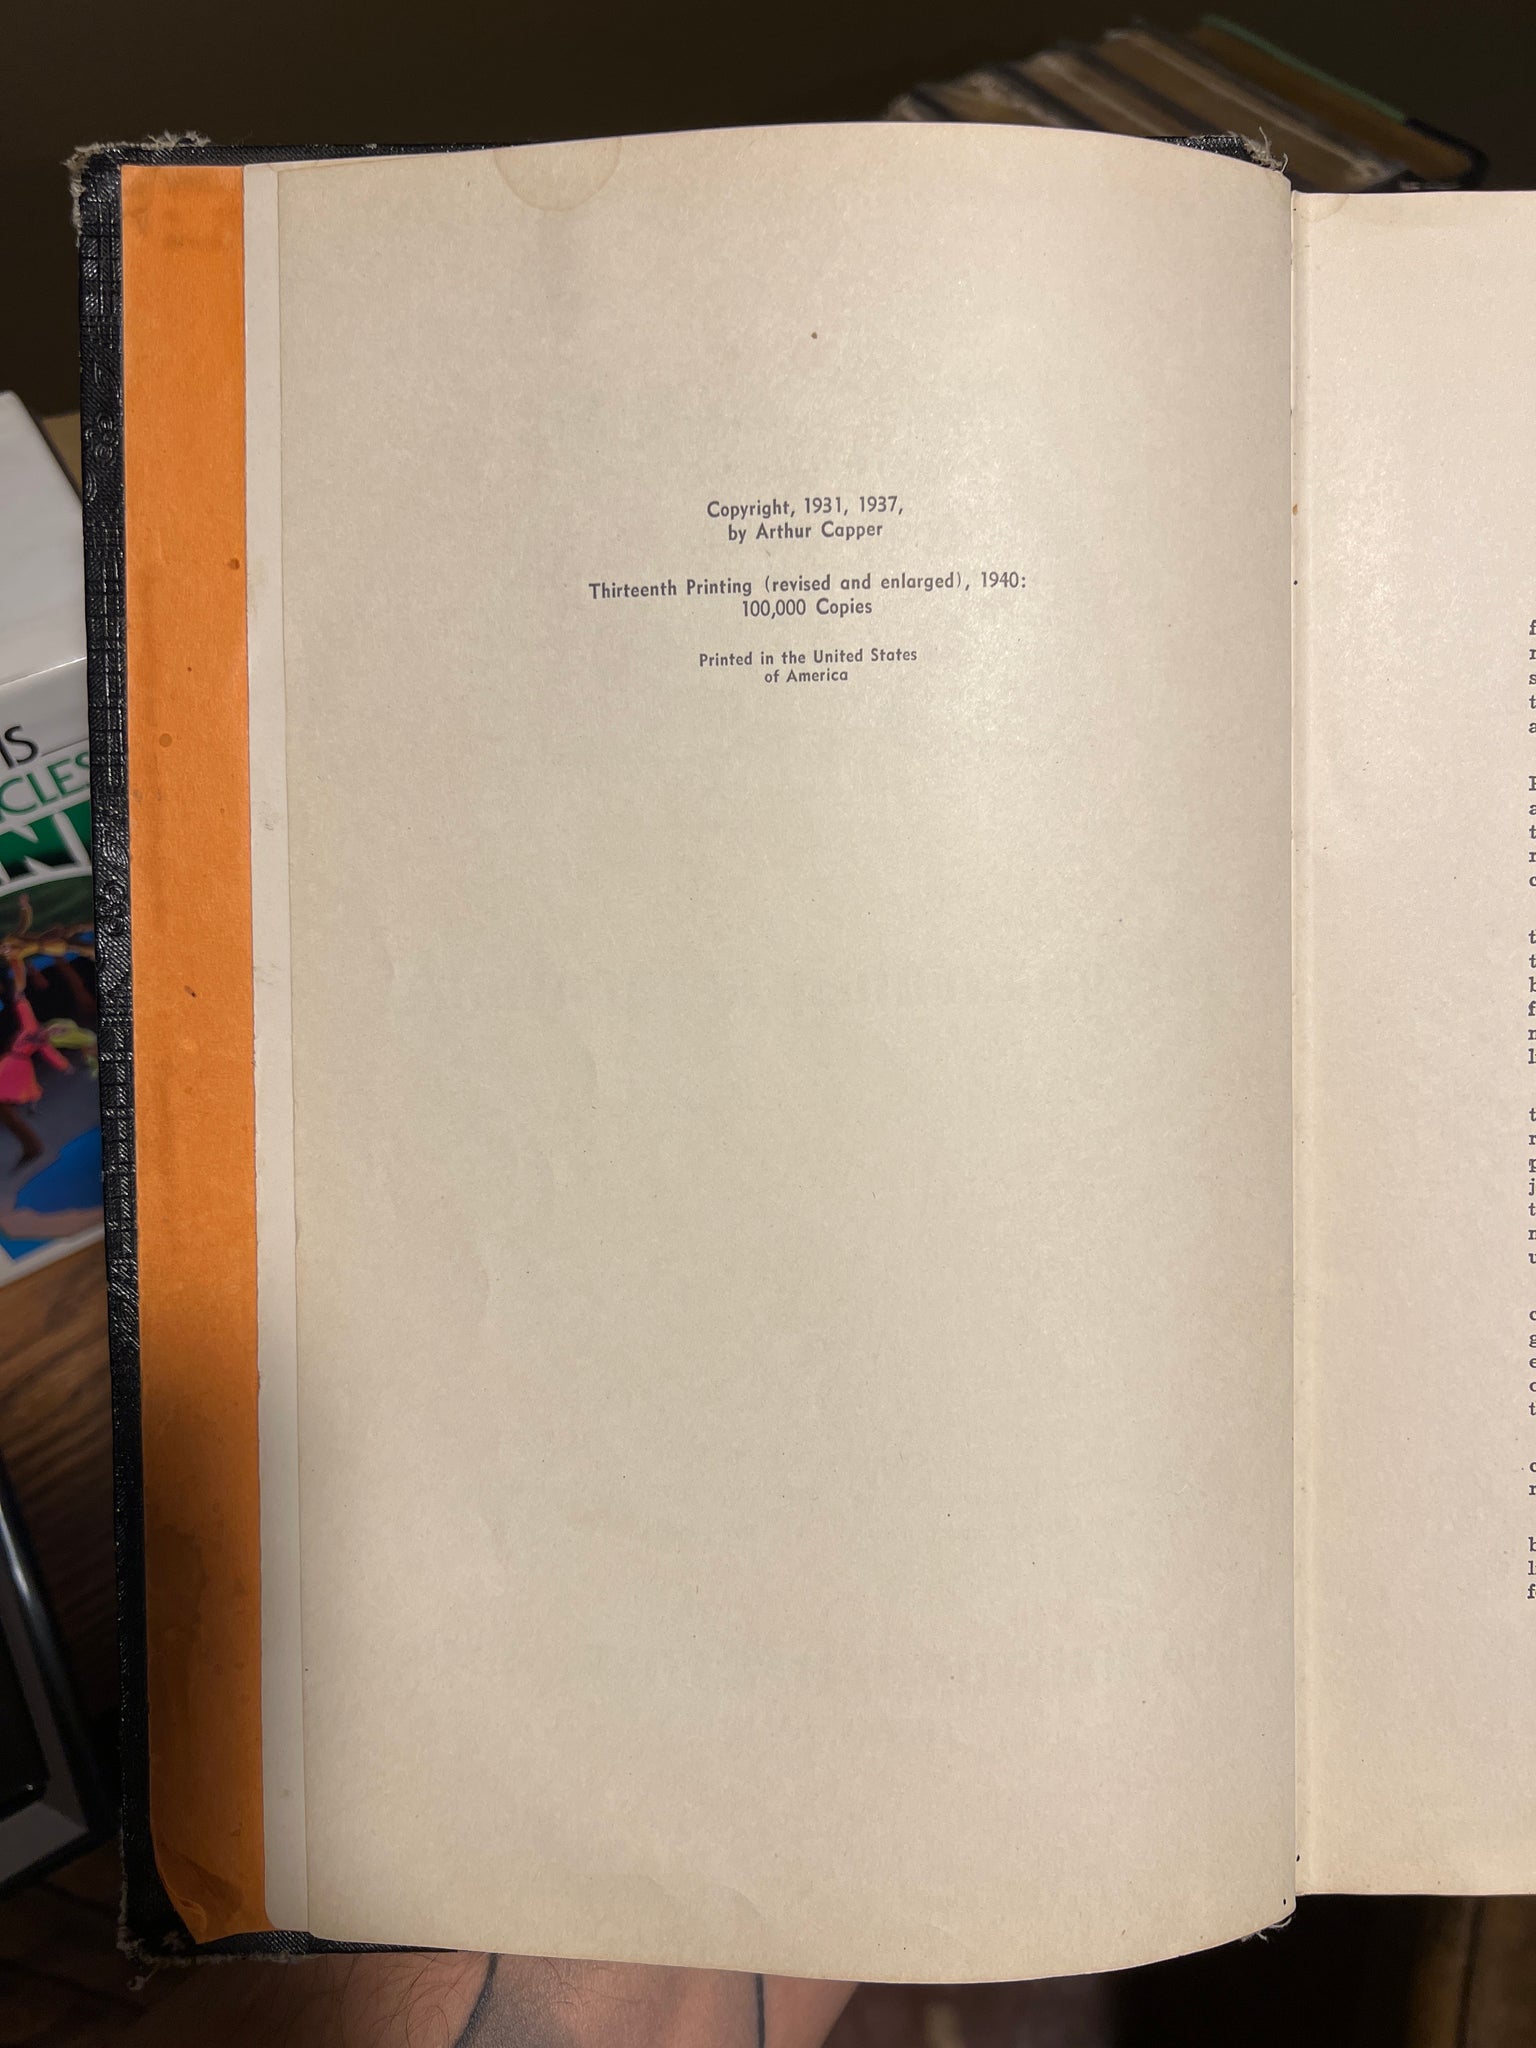 Copyright, 1931, 1937,
by Arthur Capper
Thirteenth Printing (revised and enlarged), 1940:
100,000 Copies
Printed in the United States
of America